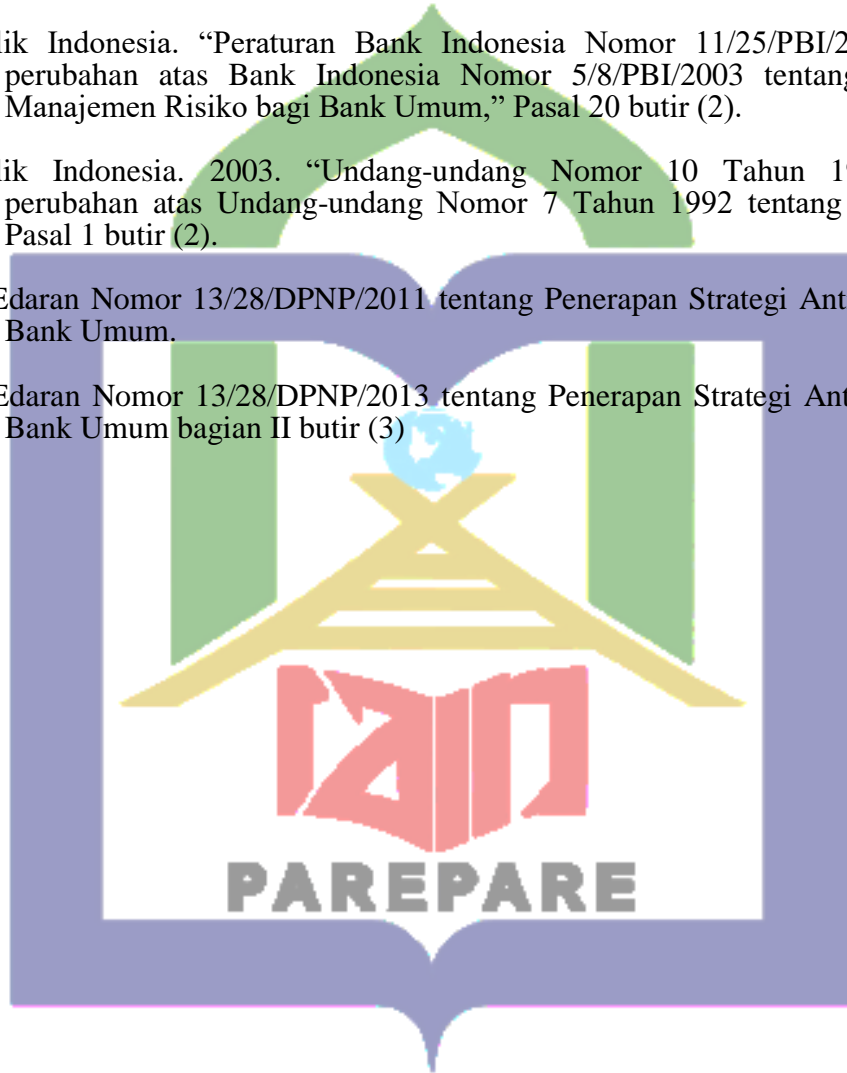 lik Indonesia. “Peraturan Bank Indonesia Nomor 11/25/PBI/2
perubahan atas Bank Indonesia Nomor 5/8/PBI/2003 tentang
Manajemen Risiko bagi Bank Umum,” Pasal 20 butir (2).
lik Indonesia. 2003. “Undang-undang Nomor 10 Tahun 19
perubahan atas Undang-undang Nomor 7 Tahun 1992 tentang
Pasal 1 butir (2).
Edaran Nomor 13/28/DPNP/2011 tentang Penerapan Strategi Ant
Bank Umum.
Edaran Nomor 13/28/DPNP/2013 tentang Penerapan Strategi Ant
Bank Umum bagian II butir (3)
iain
PAREPARE